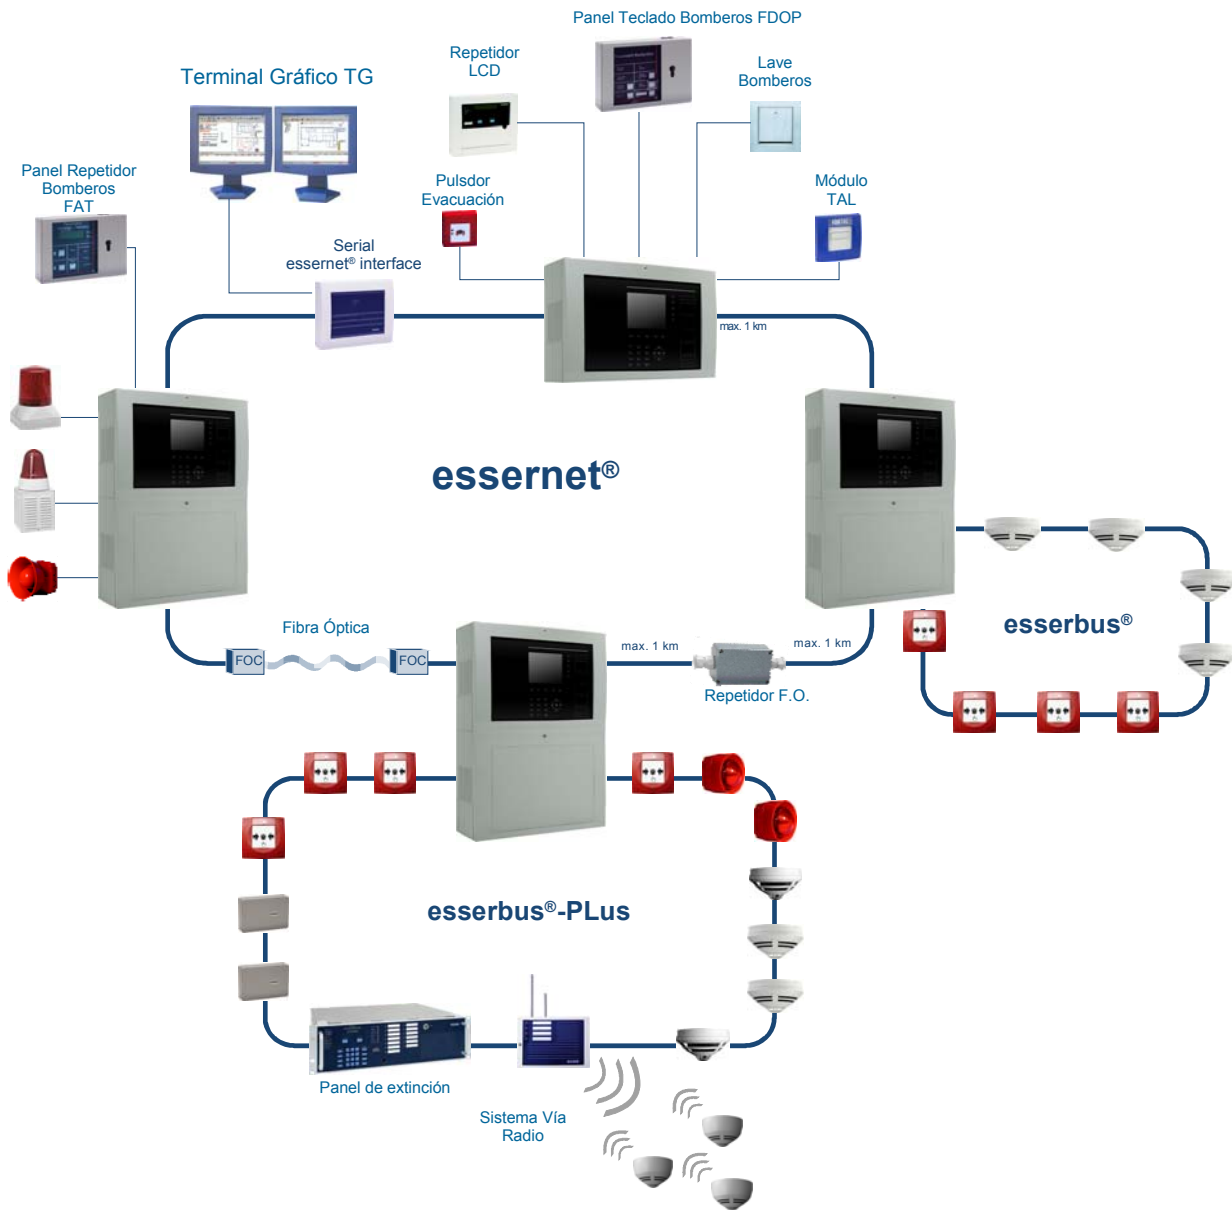 Panel Teclado Bomberos FDOP
Repetidor
LCD
Lave
Bomberos
Terminal Gráfico TG
Panel Repetidor
Bomberos
FAT
Pulsdor
Evacuación
Módulo
TAL
Serial
essernet® interface
max. 1 km
essernet®
Fibra Óptica
FOC
FOC
max. 1 km
max. 1 km
Repetidor F.O.
esserbus®
esserbus®-PLus
Panel de extinción
Sistema Vía
Radio